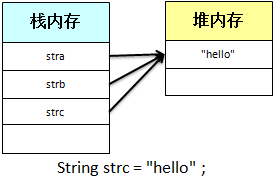 栈内存
堆内存
stra
"hello"
strb
strc
String strc = "hello" ;